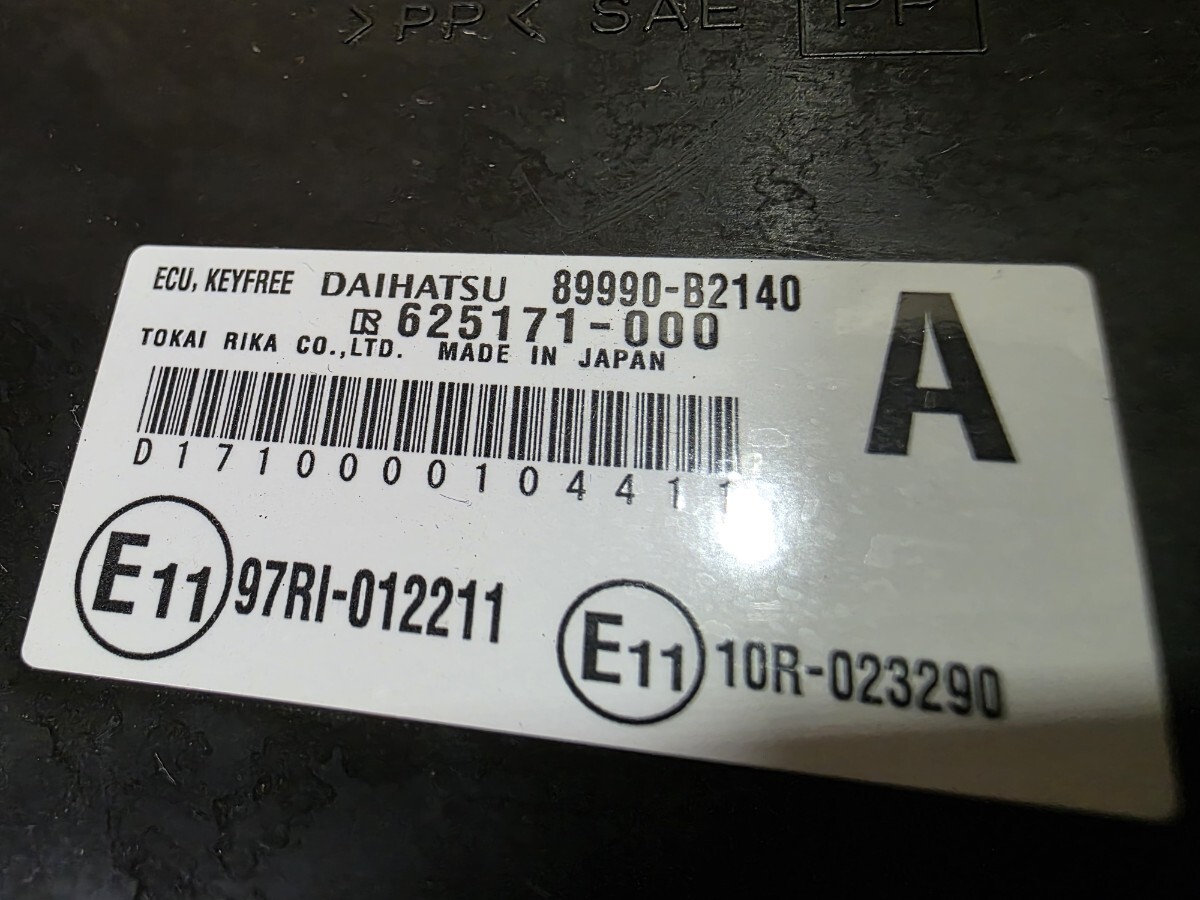 >PP< SAE PP
ECU, KEYFREE DAIHATSU 89990-B2140
625171-000
TOKAI RIKA CO.,LTD. MADE IN JAPAN
A
D171000010441
E11 97RI-012211
E11 10R-023290